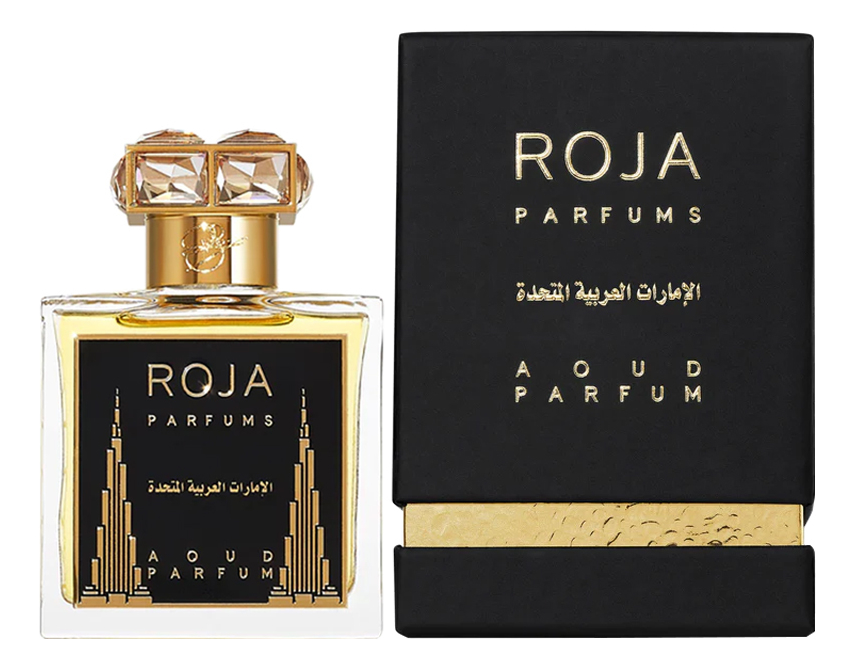 ROJA
PARFUMS
الإمارات العربية المتحدة
AOUD
PARFUM
ROJA
PARFUMS
الإمارات العربية المتحدة
AOUD
PARFUM